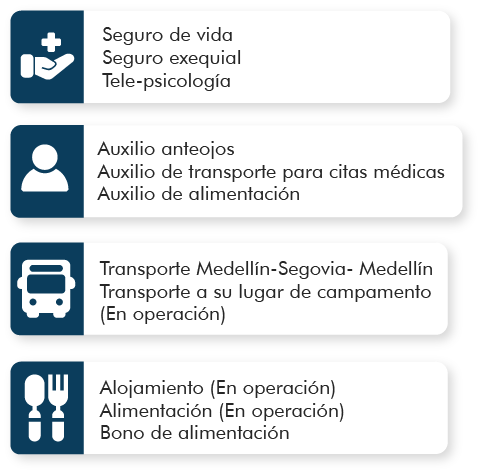 Seguro de vida
Seguro exequial
Tele-psicología
Auxilio anteojos
Auxilio de transporte para citas médicas
Auxilio de alimentación
Transporte Medellín-Segovia- Medellín
Transporte a su lugar de campamento
(En operación)
Alojamiento (En operación)
Alimentación (En operación)
Bono de alimentación